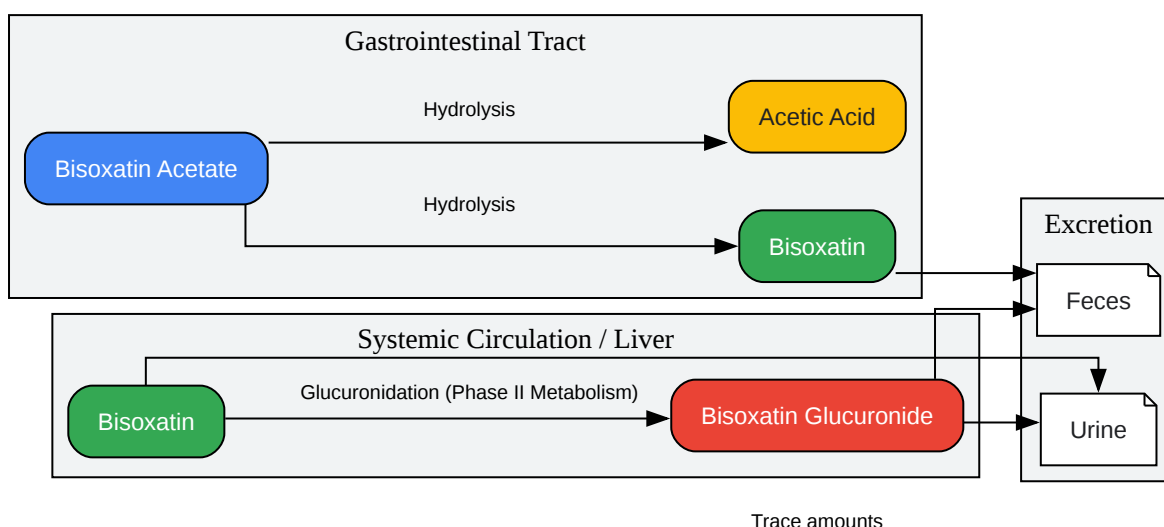 Gastrointestinal Tract
Hydrolysis
Acetic Acid
Bisoxatin Acetate
Hydrolysis
Bisoxatin
Excretion
Feces
Systemic Circulation / Liver
Glucuronidation (Phase II Metabolism)
Bisoxatin
Bisoxatin Glucuronide
Urine
Trace amounts